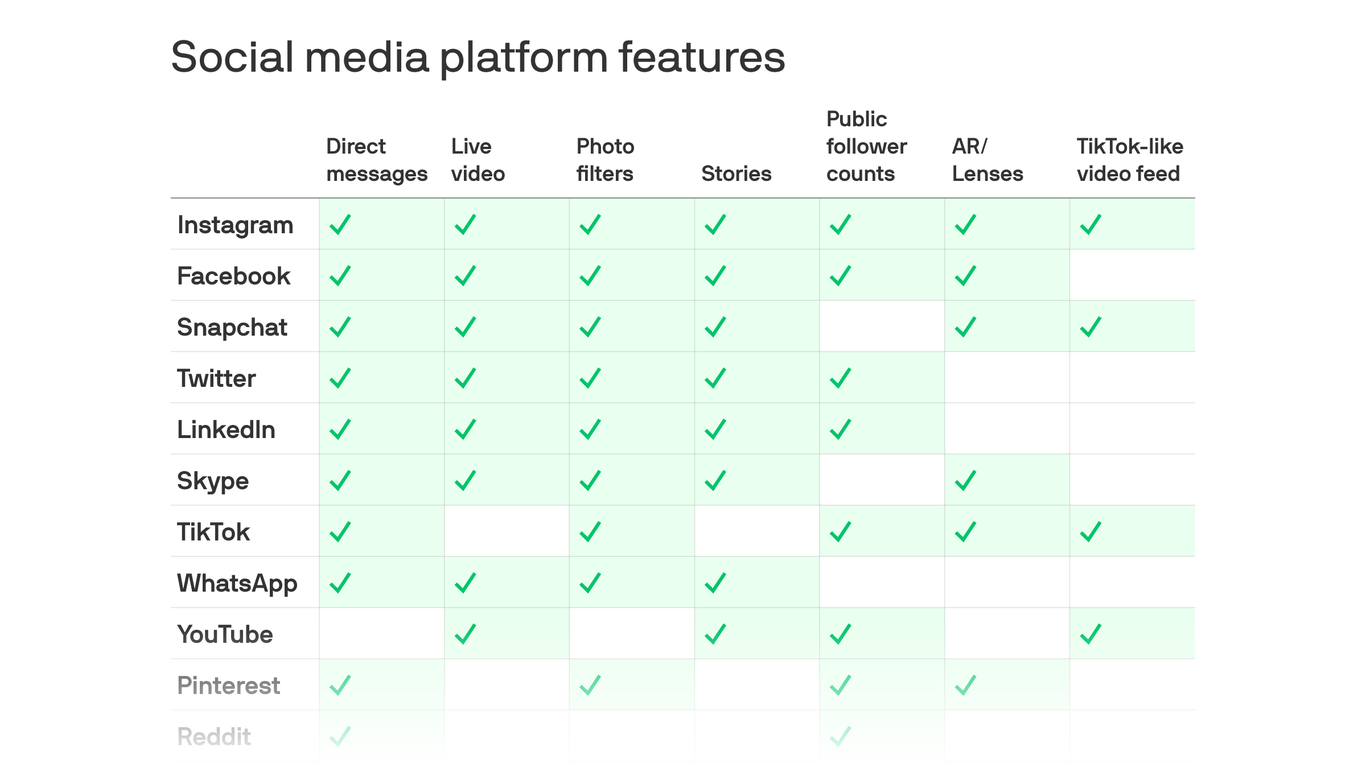 Social media platform features
Direct messages
Live video
Photo filters
Stories
Public follower counts
AR/ Lenses
TikTok-like video feed
Instagram ✓ ✓ ✓ ✓ ✓ ✓ ✓
Facebook ✓ ✓ ✓ ✓ ✓ ✓
Snapchat ✓ ✓ ✓ ✓ ✓ ✓
Twitter ✓ ✓ ✓ ✓ ✓
LinkedIn ✓ ✓ ✓ ✓ ✓
Skype ✓ ✓ ✓ ✓ ✓
TikTok ✓ ✓ ✓ ✓ ✓
WhatsApp ✓ ✓ ✓ ✓
YouTube ✓ ✓ ✓ ✓
Pinterest ✓ ✓ ✓ ✓
Reddit ✓ ✓